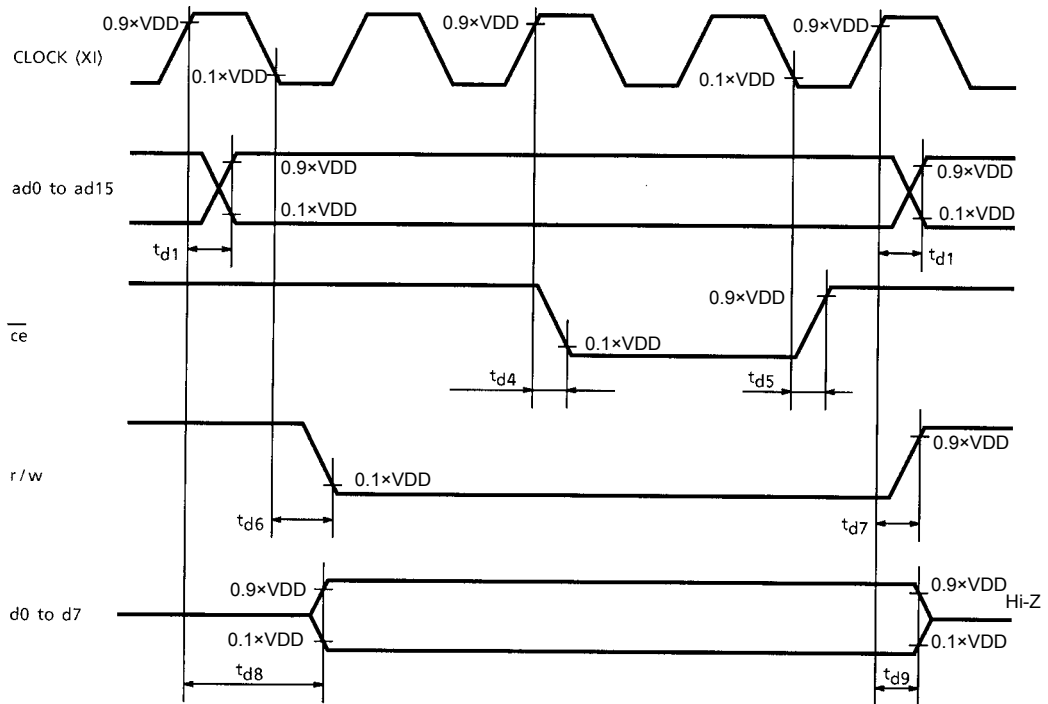 0.9×VDD 0.9×VDD 0.9×VDD
CLOCK (XI)
0.1×VDD 0.1×VDD
0.9×VDD 0.9×VDD
ad0 to ad15
0.1×VDD 0.1×VDD
td1 td1
0.9×VDD
ce
0.1×VDD
td4 td5
0.9×VDD
r/w
0.1×VDD
td6 td7
0.9×VDD 0.9×VDD
Hi-Z
d0 to d7
0.1×VDD 0.1×VDD
td8 td9